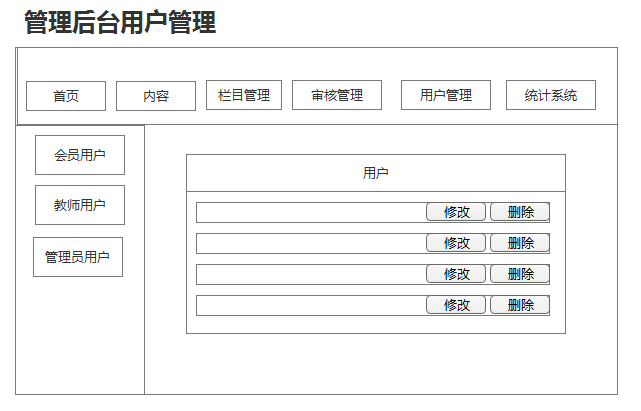 管理后台用户管理
首页 内容 栏目管理 审核管理 用户管理 统计系统
会员用户
教师用户
管理员用户
用户
修改 删除
修改 删除
修改 删除
修改 删除